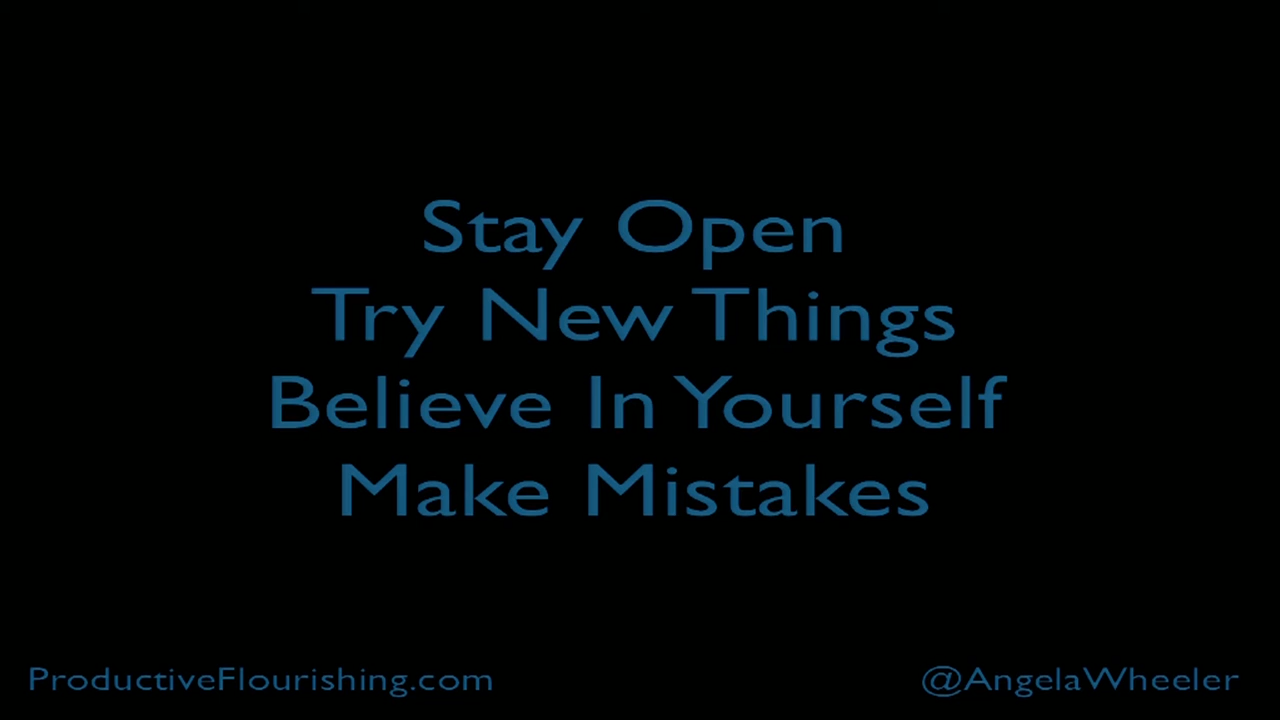 Stay Open
Try New Things
Believe In Yourself
Make Mistakes
ProductiveFlourishing.com
@AngelaWheeler